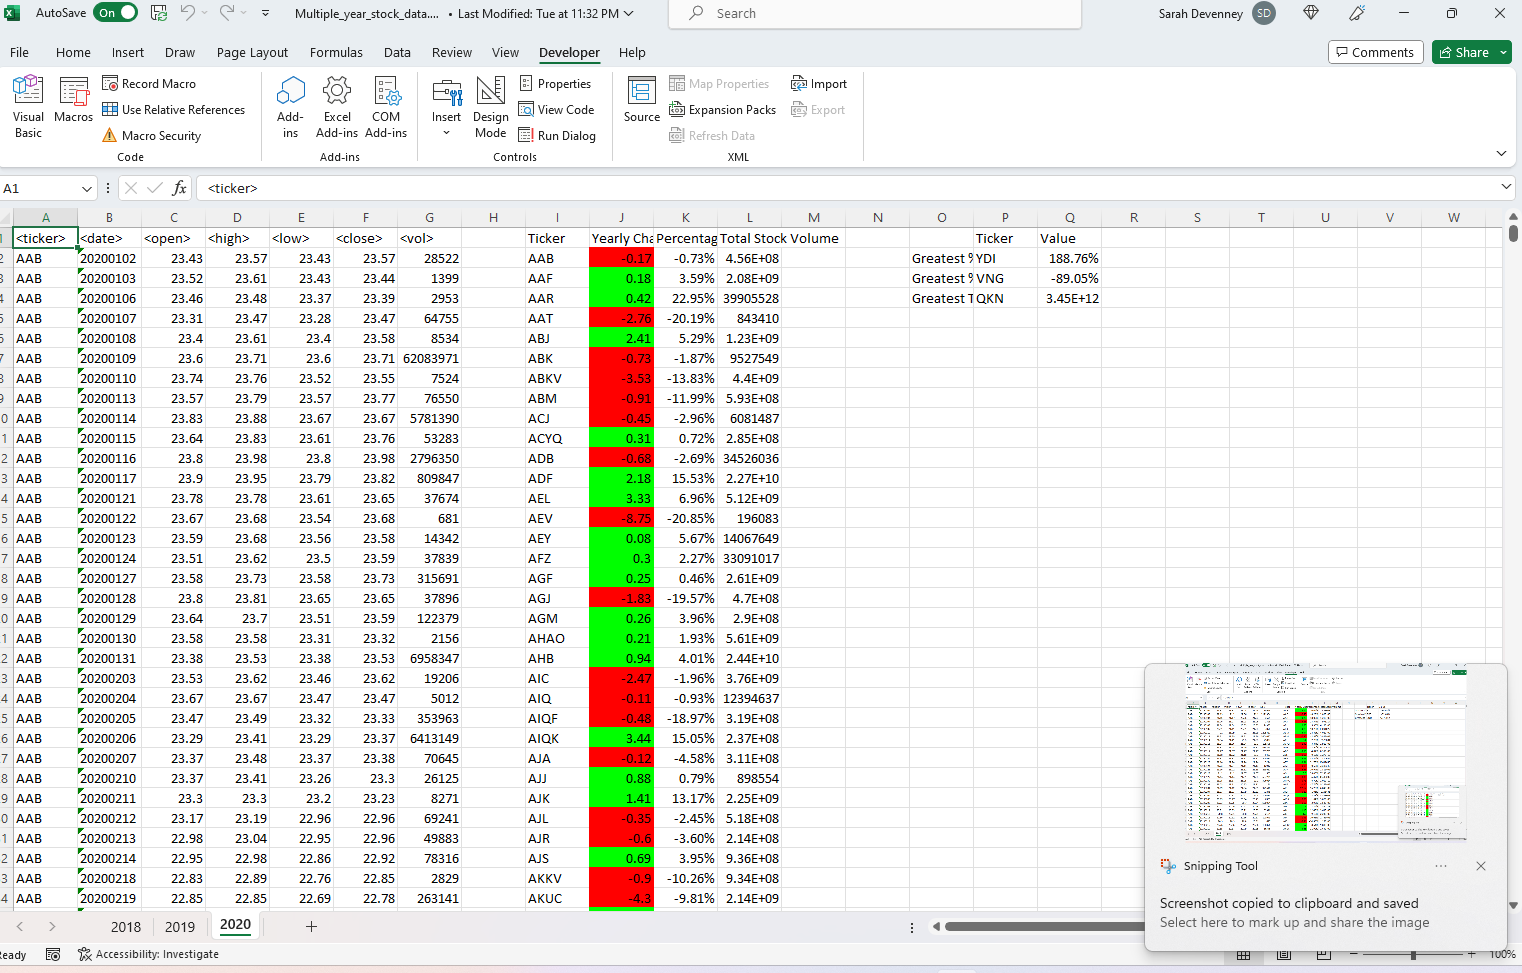 AutoSave On Multiple_year_stock_data.... • Last Modified: Tue at 11:32 PM Search Sarah Devenney SD
File Home Insert Draw Page Layout Formulas Data Review View Developer Help Comments Share
Visual Basic Macros Record Macro Use Relative References Macro Security Code
Add-ins Excel Add-ins COM Add-ins Add-ins
Insert Design Mode Properties View Code Run Dialog Controls
Source Map Properties Expansion Packs Refresh Data Import Export XML
A1 fx <ticker>
A B C D E F G H I J K L M N O P Q R S T U V W
<ticker> <date> <open> <high> <low> <close> <vol> Ticker Yearly Cha Percentag Total Stock Volume Ticker Value
AAB 20200102 23.43 23.57 23.43 23.57 28522 AAB -0.17 -0.73% 4.56E+08 Greatest % YDI 188.76%
AAB 20200103 23.52 23.61 23.43 23.44 1399 AAF 0.18 3.59% 2.08E+09 Greatest % VNG -89.05%
AAB 20200106 23.46 23.48 23.37 23.39 2953 AAR 0.42 22.95% 39905528 Greatest T QKN 3.45E+12
AAB 20200107 23.31 23.47 23.28 23.47 64755 AAT -2.76 -20.19% 843410
AAB 20200108 23.4 23.61 23.4 23.58 8534 ABJ 2.41 5.29% 1.23E+09
AAB 20200109 23.6 23.71 23.6 23.71 62083971 ABK -0.73 -1.87% 9527549
AAB 20200110 23.74 23.76 23.52 23.55 7524 ABKV -3.53 -13.83% 4.4E+09
AAB 20200113 23.57 23.79 23.57 23.77 76550 ABM -0.91 -11.99% 5.93E+08
AAB 20200114 23.83 23.88 23.67 23.67 5781390 ACJ -0.45 -2.96% 6081487
AAB 20200115 23.64 23.83 23.61 23.76 53283 ACYQ 0.31 0.72% 2.85E+08
AAB 20200116 23.8 23.98 23.8 23.98 2796350 ADB -0.68 -2.69% 34526036
AAB 20200117 23.9 23.95 23.79 23.82 809847 ADF 2.18 15.53% 2.27E+10
AAB 20200121 23.78 23.78 23.61 23.65 37674 AEL 3.33 6.96% 5.12E+09
AAB 20200122 23.67 23.68 23.54 23.68 681 AEV -8.75 -20.85% 196083
AAB 20200123 23.59 23.68 23.56 23.58 14342 AEY 0.08 5.67% 14067649
AAB 20200124 23.51 23.62 23.5 23.59 37839 AFZ 0.3 2.27% 33091017
AAB 20200127 23.58 23.73 23.58 23.73 315691 AGF 0.25 0.46% 2.61E+09
AAB 20200128 23.8 23.81 23.65 23.65 37896 AGJ -1.83 -19.57% 4.7E+08
AAB 20200129 23.64 23.7 23.51 23.59 122379 AGM 0.26 3.96% 2.9E+08
AAB 20200130 23.58 23.58 23.31 23.32 2156 AHAO 0.21 1.93% 5.61E+09
AAB 20200131 23.38 23.53 23.38 23.53 6958347 AHB 0.94 4.01% 2.44E+10
AAB 20200203 23.53 23.62 23.46 23.62 19206 AIC -2.47 -1.96% 3.76E+09
AAB 20200204 23.67 23.67 23.47 23.47 5012 AIQ -0.11 -0.93% 12394637
AAB 20200205 23.47 23.49 23.32 23.33 353963 AIQF -0.48 -18.97% 3.19E+08
AAB 20200206 23.29 23.41 23.29 23.37 6413149 AIQK 3.44 15.05% 2.37E+08
AAB 20200207 23.37 23.48 23.37 23.38 70645 AJA -0.12 -4.58% 3.11E+08
AAB 20200210 23.37 23.41 23.26 23.3 26125 AJJ 0.88 0.79% 898554
AAB 20200211 23.3 23.3 23.2 23.23 8271 AJK 1.41 13.17% 2.25E+09
AAB 20200212 23.17 23.19 22.96 22.96 69241 AJL -0.35 -2.45% 5.18E+08
AAB 20200213 22.98 23.04 22.95 22.96 49883 AJR -0.6 -3.60% 2.14E+08
AAB 20200214 22.95 22.98 22.86 22.92 78316 AJS 0.69 3.95% 9.36E+08
AAB 20200218 22.83 22.89 22.76 22.85 2829 AKKV -0.9 -10.26% 9.34E+08
AAB 20200219 22.85 22.85 22.69 22.78 263141 AKUC -4.3 -9.81% 2.14E+09
Snipping Tool
Screenshot copied to clipboard and saved
Select here to mark up and share the image
2018 2019 2020
eady Accessibility: Investigate 100%